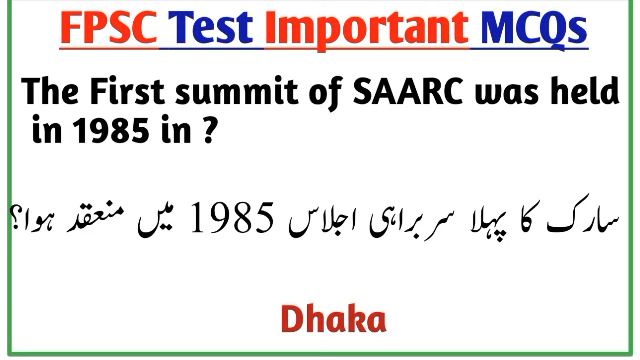 FPSC Test Important MCQs
The First summit of SAARC was held
in 1985 in ?
سارک کا پہلا سربراہی اجلاس 1985 میں منعقد ہوا؟
Dhaka